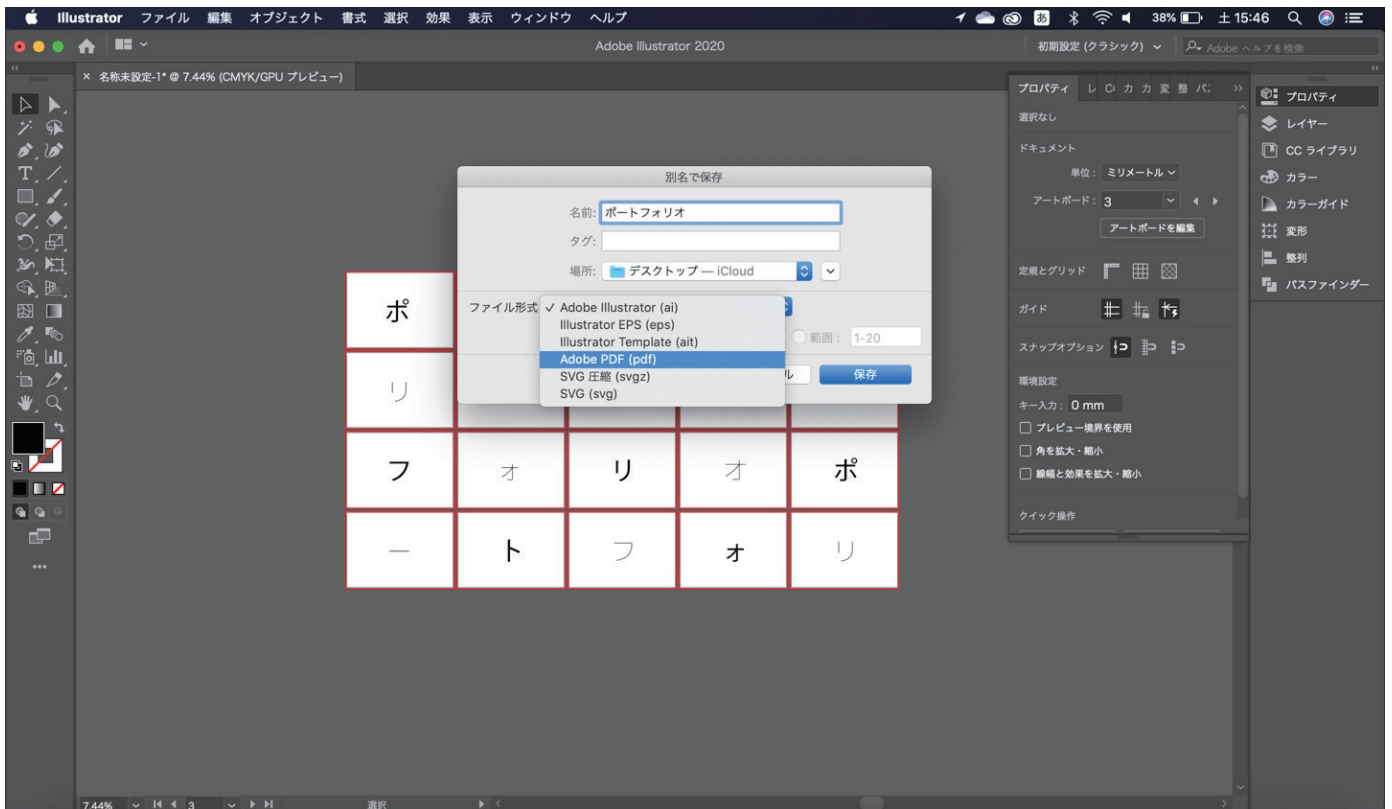 Illustrator ファイル 編集 オブジェクト 書式 選択 効果 表示 ウィンドウ ヘルプ
あ 38% 土15:46
Adobe Illustrator 2020
初期設定 (クラシック)
Adobe ヘルプを検索
× 名称未設定-1* @ 7.44% (CMYK/GPU プレビュー)
別名で保存
名前: ポートフォリオ
タグ:
場所: デスクトップ — iCloud
ファイル形式
✓ Adobe Illustrator (ai)
Illustrator EPS (eps)
Illustrator Template (ait)
Adobe PDF (pdf)
SVG 圧縮 (svgz)
SVG (svg)
範囲: 1-20
ル
保存
ポ
リ
フ ォ リ オ ポ
ー ト フ ォ リ
プロパティ レ カ カ 変 整
選択なし
ドキュメント
単位: ミリメートル
アートボード: 3
アートボードを編集
定規とグリッド
ガイド
スナップオプション
環境設定
キー入力: 0 mm
プレビュー境界を使用
角を拡大・縮小
線幅と効果を拡大・縮小
クイック操作
プロパティ
レイヤー
CC ライブラリ
カラー
カラーガイド
変形
整列
パスファインダー
7.44% 3 選択